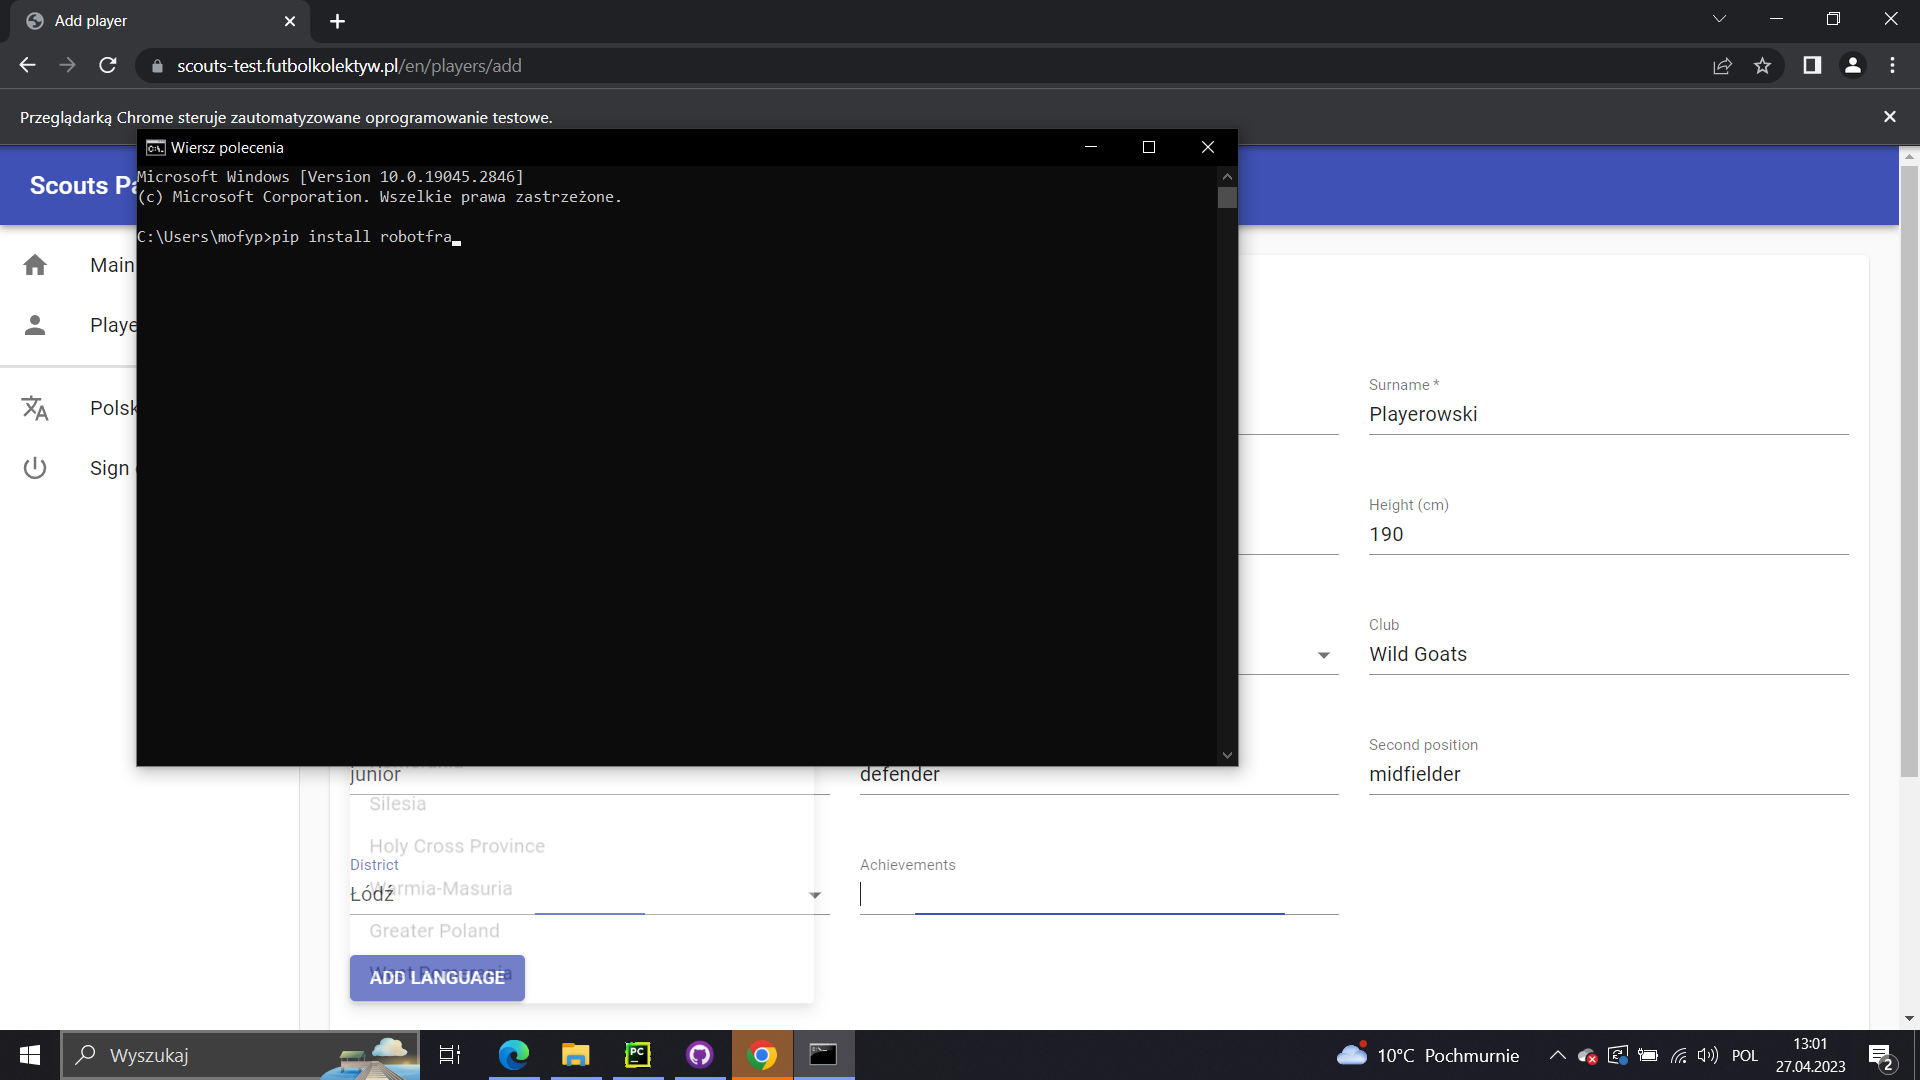 Add player
scouts-test.futbolkolektyw.pl/en/players/add
Przeglądarką Chrome steruje zautomatyzowane oprogramowanie testowe.
Wiersz polecenia
Microsoft Windows [Version 10.0.19045.2846]
(c) Microsoft Corporation. Wszelkie prawa zastrzeżone.
C:\Users\mofyp>pip install robotfra
Scouts Pa
Main
Playe
Polsk
Sign
Surname *
Playerowski
Height (cm)
190
Club
Wild Goats
Second position
junior
defender
midfielder
Silesia
Holy Cross Province
District
Achievements
Łódź
Warmia-Masuria
Greater Poland
West Pomerania
ADD LANGUAGE
Wyszukaj
PC
10°C Pochmurnie
POL
13:01
27.04.2023
2